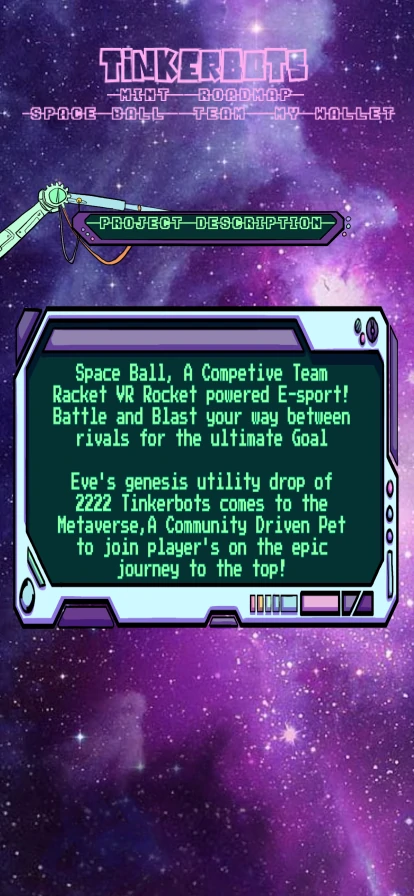 TINKERBOTS
MINT ROADMAP
SPACE BALL TEAM MY WALLET
PROJECT DESCRIPTION
Space Ball, A Competive Team
Racket VR Rocket powered E-sport!
Battle and Blast your way between
rivals for the ultimate Goal
Eve's genesis utility drop of
2222 Tinkerbots comes to the
Metaverse,A Community Driven Pet
to join player's on the epic
journey to the top!